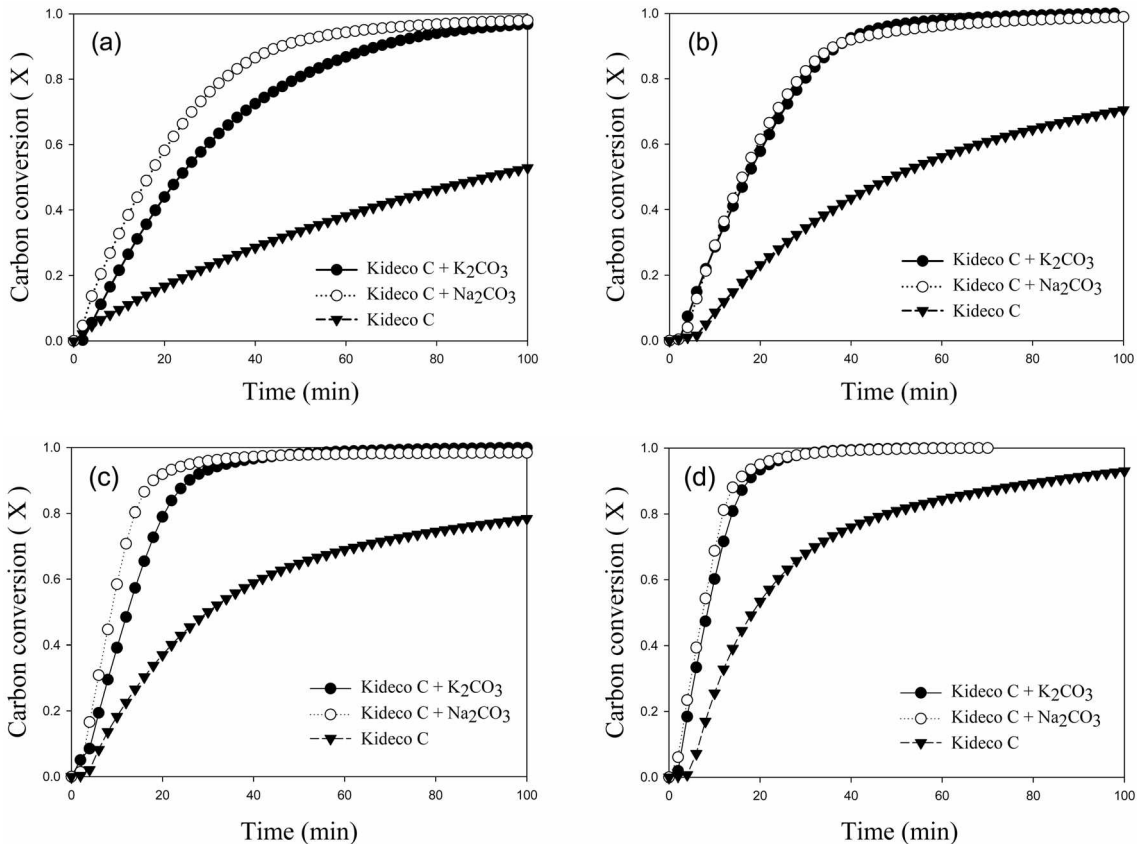 (a)
Carbon conversion ( X )
1.0
0.8
0.6
0.4
0.2
0.0
Kideco C + K₂CO₃
Kideco C + Na₂CO₃
Kideco C
0 20 40 60 80 100
Time (min)
(b)
Carbon conversion ( X )
1.0
0.8
0.6
0.4
0.2
0.0
Kideco C + K₂CO₃
Kideco C + Na₂CO₃
Kideco C
0 20 40 60 80 100
Time (min)
(c)
Carbon conversion ( X )
1.0
0.8
0.6
0.4
0.2
0.0
Kideco C + K₂CO₃
Kideco C + Na₂CO₃
Kideco C
0 20 40 60 80 100
Time (min)
(d)
Carbon conversion ( X )
1.0
0.8
0.6
0.4
0.2
0.0
Kideco C + K₂CO₃
Kideco C + Na₂CO₃
Kideco C
0 20 40 60 80 100
Time (min)